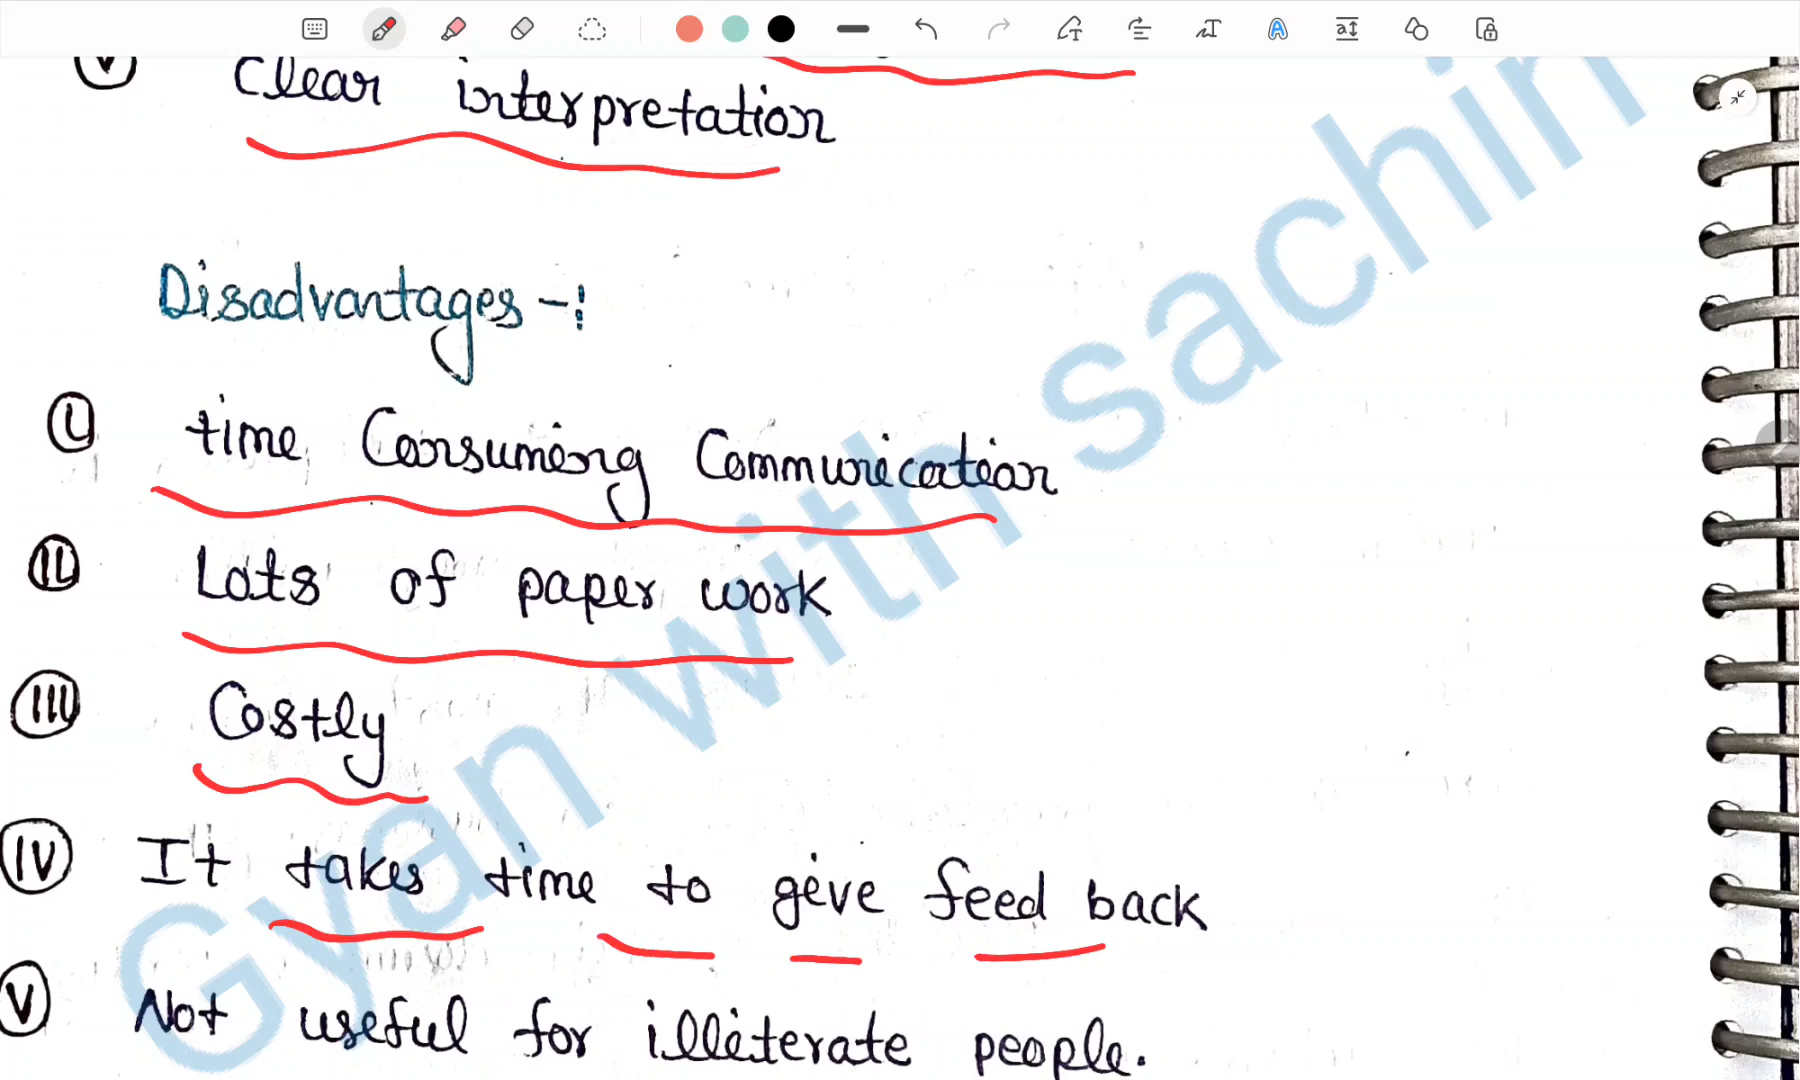 V Clear interpretation
Disadvantages -:
I time Consuming Communication
II Lots of paper work
III Costly
IV It takes time to give feed back
V Not useful for illiterate people.
Gyan with sachin